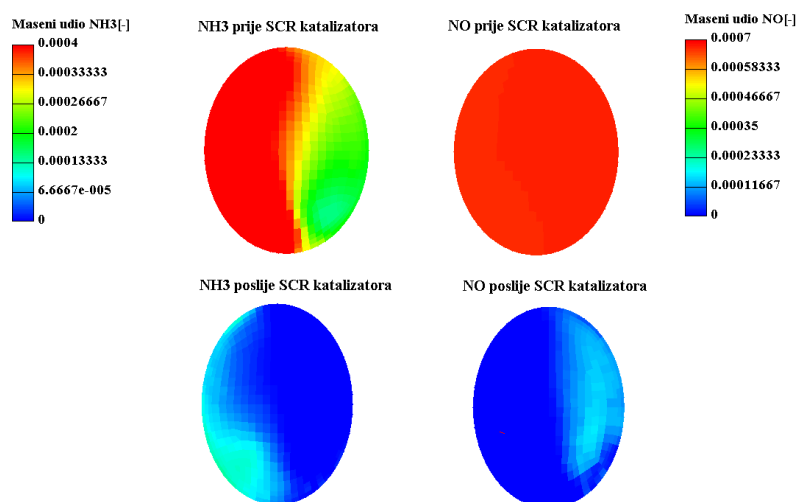 Maseni udio NH3[-]
0.0004
0.00033333
0.00026667
0.0002
0.00013333
6.6667e-005
0
NH3 prije SCR katalizatora
NO prije SCR katalizatora
Maseni udio NO[-]
0.0007
0.00058333
0.00046667
0.00035
0.00023333
0.00011667
0
NH3 poslije SCR katalizatora
NO poslije SCR katalizatora